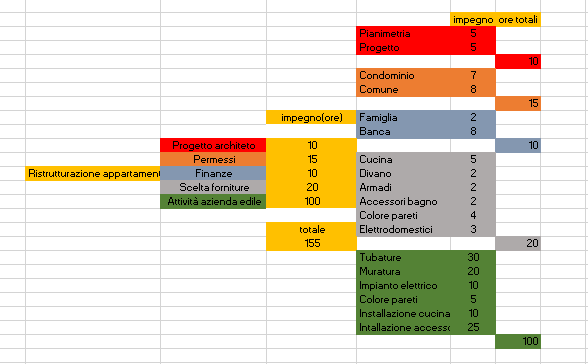 impegno ore totali
Pianimetria 5
Progetto 5
10
Condominio 7
Comune 8
15
impegno(ore) Famiglia 2
Banca 8
Progetto architeto 10 10
Permessi 15 Cucina 5
Ristrutturazione appartament Finanze 10 Divano 2
Scelta forniture 20 Armadi 2
Attività azienda edile 100 Accessori bagno 2
Colore pareti 4
totale Elettrodomestici 3
155 20
Tubature 30
Muratura 20
Impianto elettrico 10
Colore pareti 5
Installazione cucina 10
Intallazione accesso 25
100